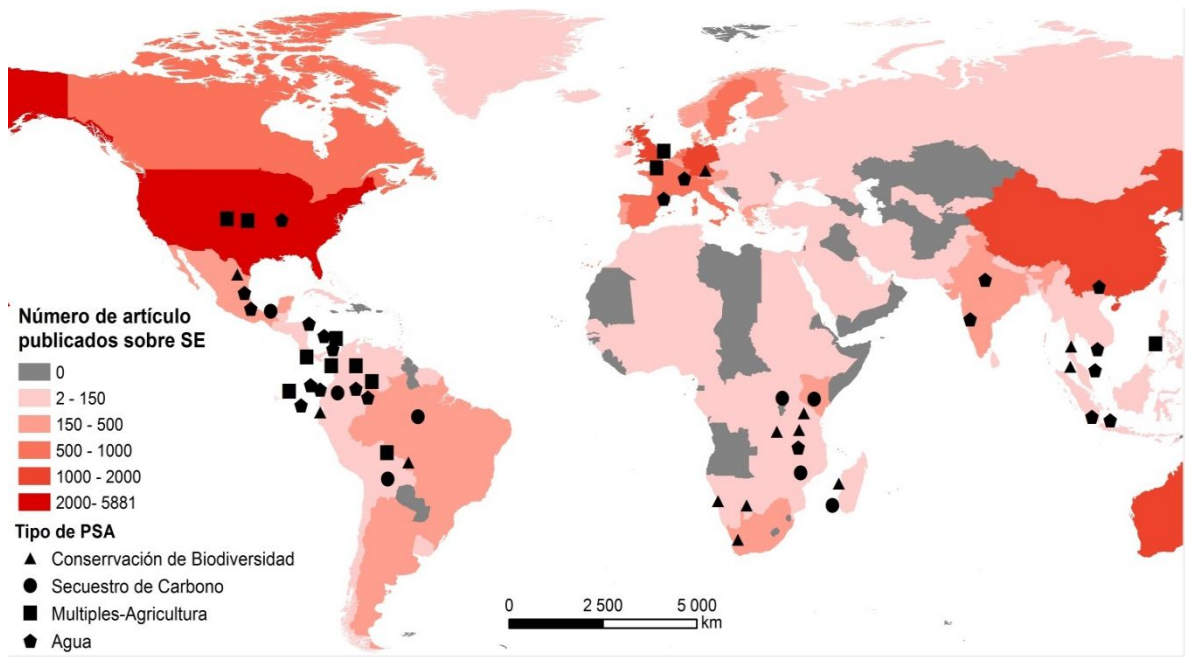 Número de artículo
publicados sobre SE
0
2 - 150
150 - 500
500 - 1000
1000 - 2000
2000- 5881
Tipo de PSA
Conserrvación de Biodiversidad
Secuestro de Carbono
Multiples-Agricultura
Agua
0 2 500 5 000
km